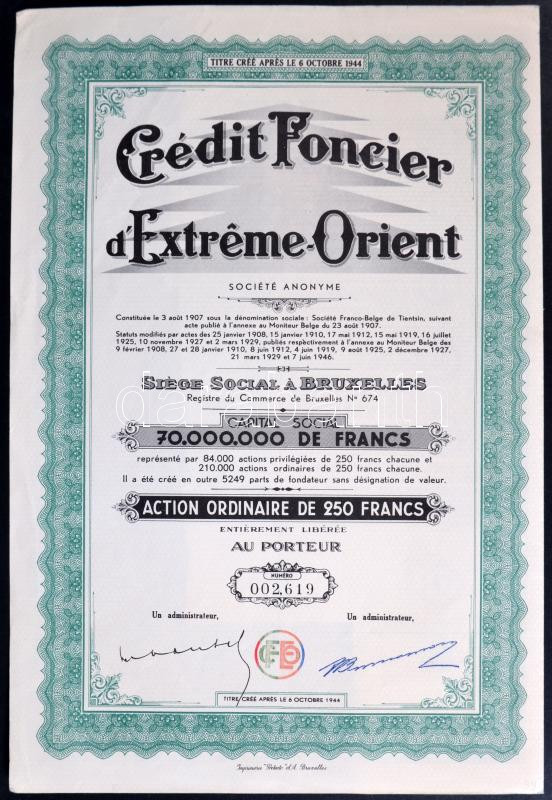 TITRE CRÉÉ APRÈS LE 6 OCTOBRE 1944
Crédit Foncier
d'Extrême-Orient
SOCIÉTÉ ANONYME
Constituée le 3 août 1907 sous la dénomination sociale : Société Franco-Belge de Tientsin, suivant
acte publié à l'annexe au Moniteur Belge du 23 août 1907.
Statuts modifiés par actes des 25 janvier 1908, 15 janvier 1910, 17 mai 1912, 15 mai 1919, 16 juillet
1925, 10 novembre 1927 et 2 mars 1929, publiés respectivement à l'annexe au Moniteur Belge des
9 février 1908, 27 et 28 janvier 1910, 8 juin 1912, 4 juin 1919, 9 août 1925, 2 décembre 1927,
21 mars 1929 et 7 juin 1946.
SIÈGE SOCIAL À BRUXELLES
Registre du Commerce de Bruxelles No 674
darabanth
CAPITAL SOCIAL
70.000.000 DE FRANCS
représenté par 84.000 actions privilégiées de 250 francs chacune et
210.000 actions ordinaires de 250 francs chacune.
Il a été créé en outre 5249 parts de fondateur sans désignation de valeur.
ACTION ORDINAIRE DE 250 FRANCS
ENTIÈREMENT LIBÉRÉE
AU PORTEUR
NUMÉRO
002,619
Un administrateur, Un administrateur,
CFEO
TITRE CRÉÉ APRÈS LE 6 OCTOBRE 1944